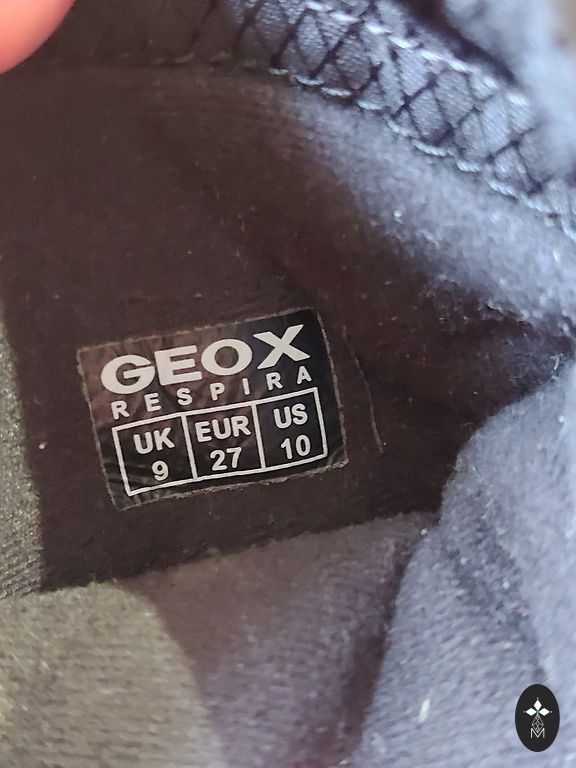 GEOX
RESPIRA
UK EUR US
9 27 10
M